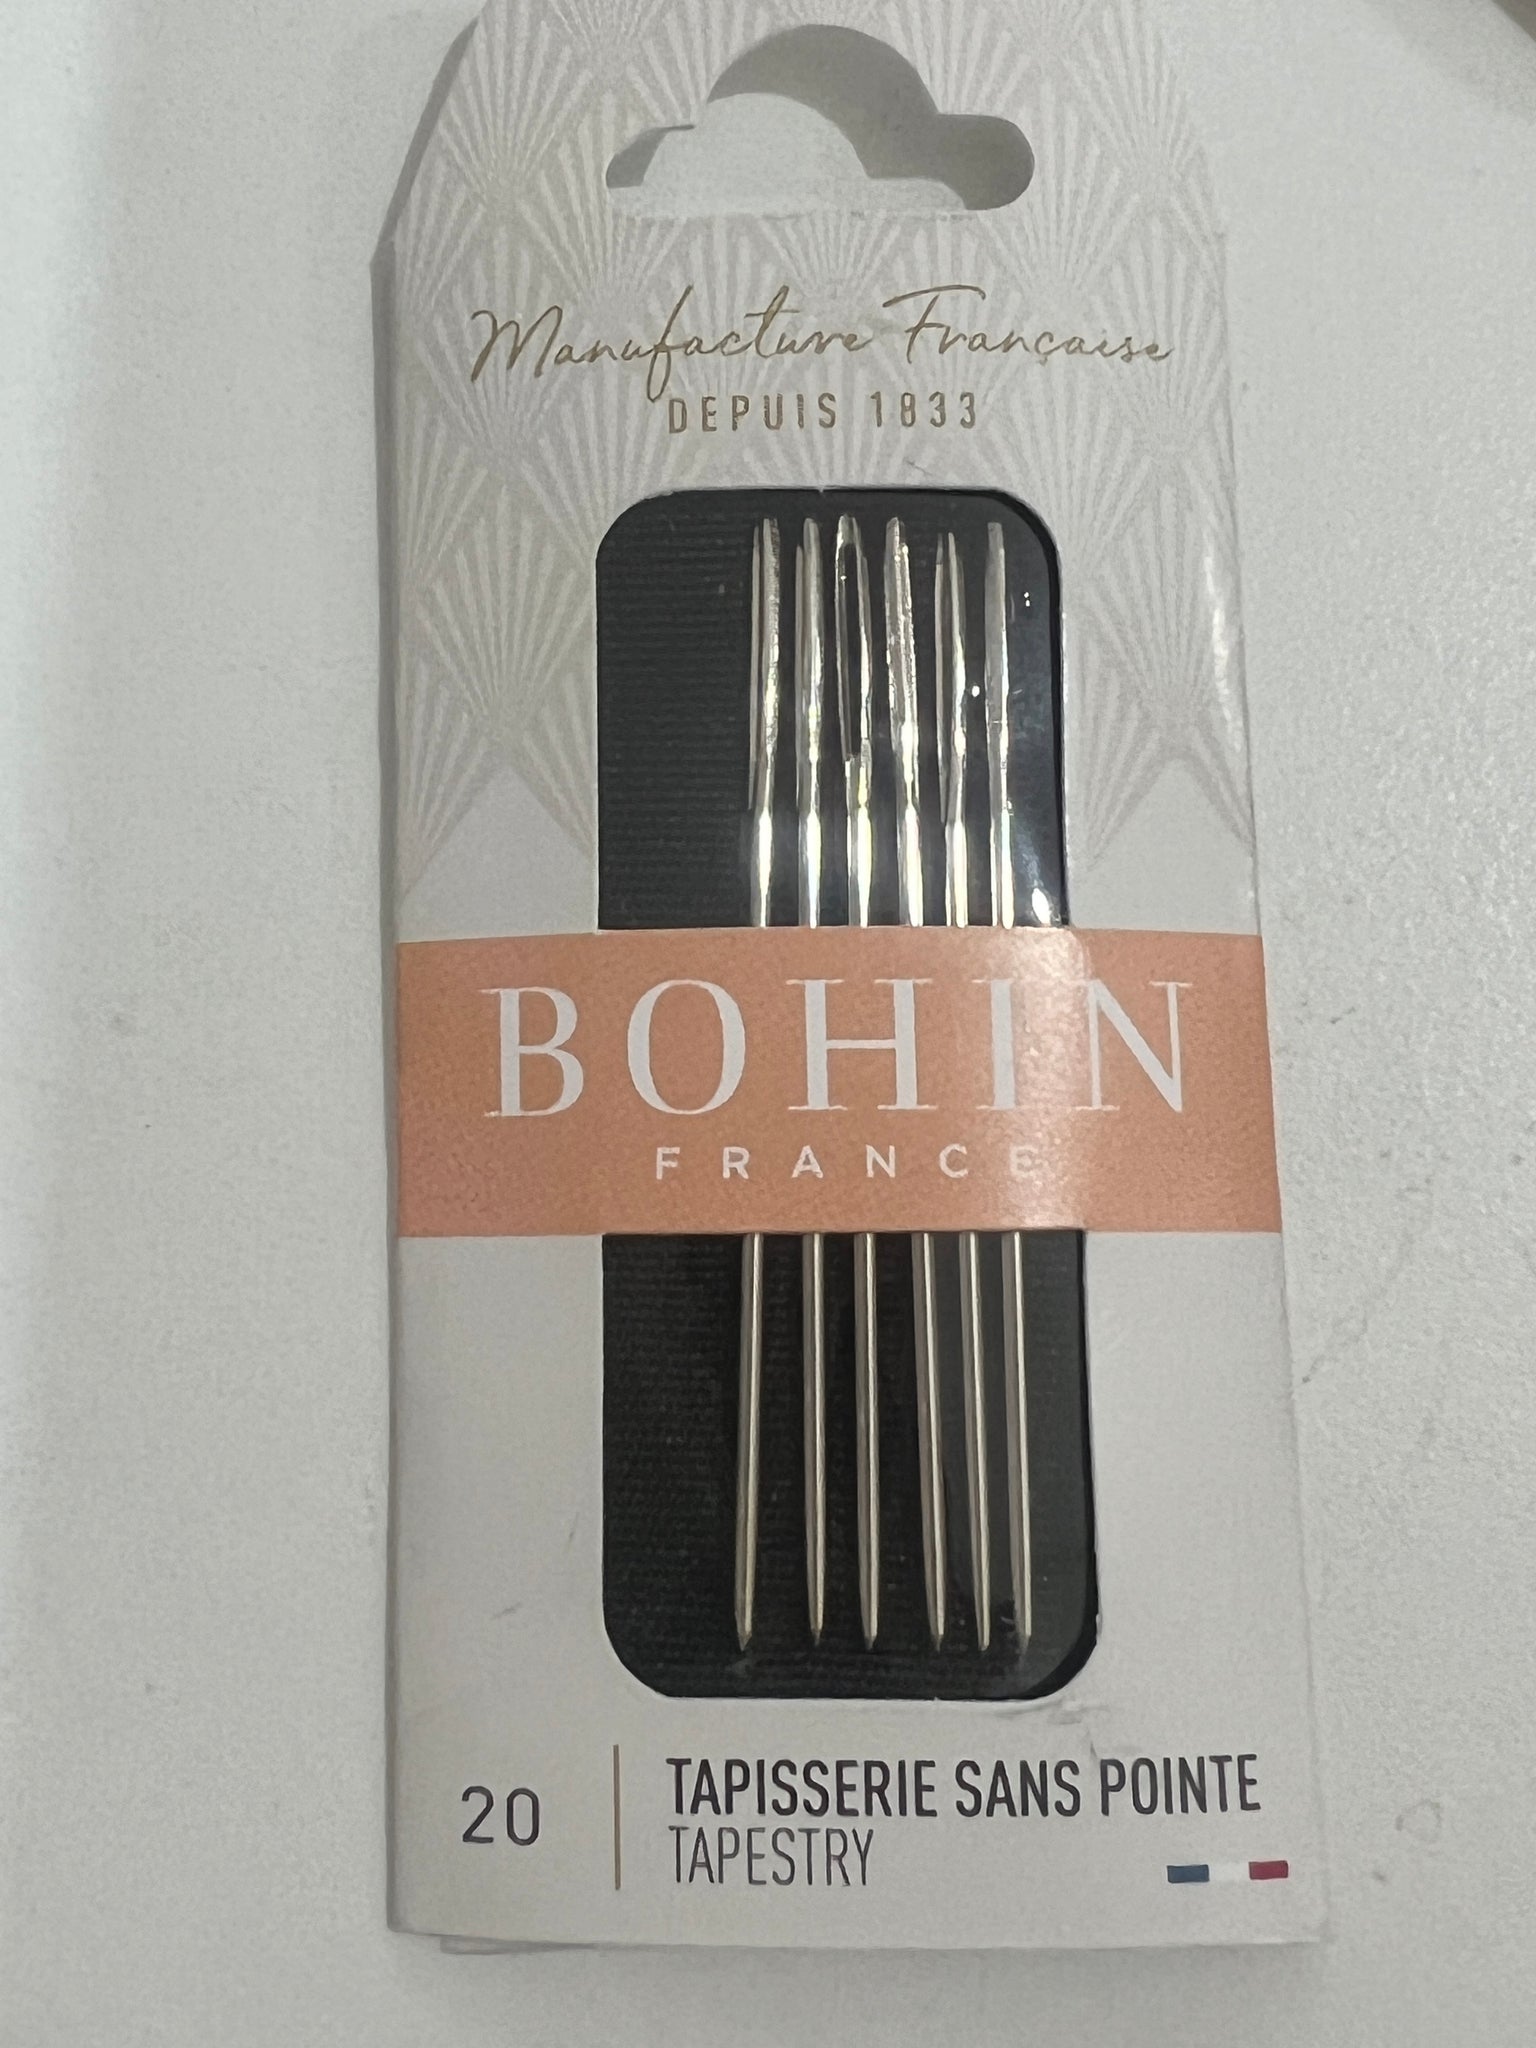 Manufacture Française
DEPUIS 1833
BOHIN
FRANCE
20
TAPISSERIE SANS POINTE
TAPESTRY